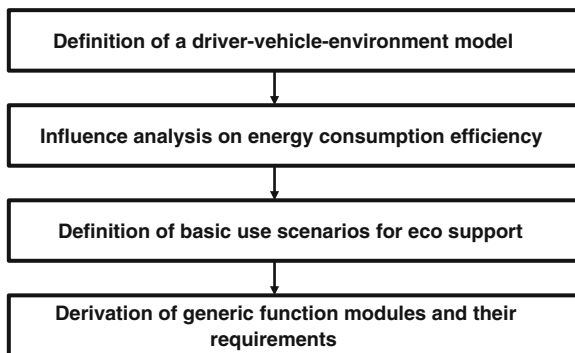 Definition of a driver-vehicle-environment model
Influence analysis on energy consumption efficiency
Definition of basic use scenarios for eco support
Derivation of generic function modules and their
requirements